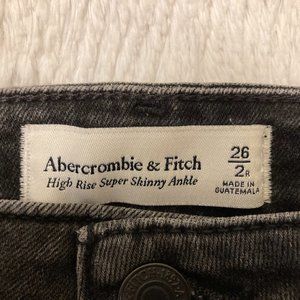 Abercrombie & Fitch
High Rise Super Skinny Ankle
26
2R
MADE IN
GUATEMALA